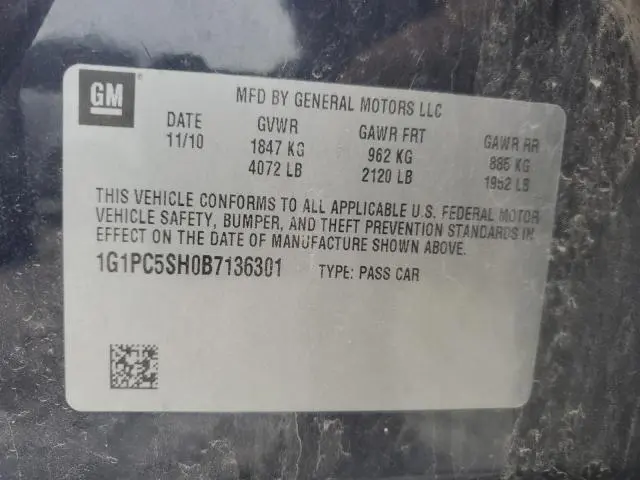 GM
MFD BY GENERAL MOTORS LLC
DATE GVWR GAWR FRT GAWR RR
11/10 1847 KG 962 KG 885 KG
4072 LB 2120 LB 1952 LB
THIS VEHICLE CONFORMS TO ALL APPLICABLE U.S. FEDERAL MOTOR
VEHICLE SAFETY, BUMPER, AND THEFT PREVENTION STANDARDS IN
EFFECT ON THE DATE OF MANUFACTURE SHOWN ABOVE.
1G1PC5SH0B7136301 TYPE: PASS CAR